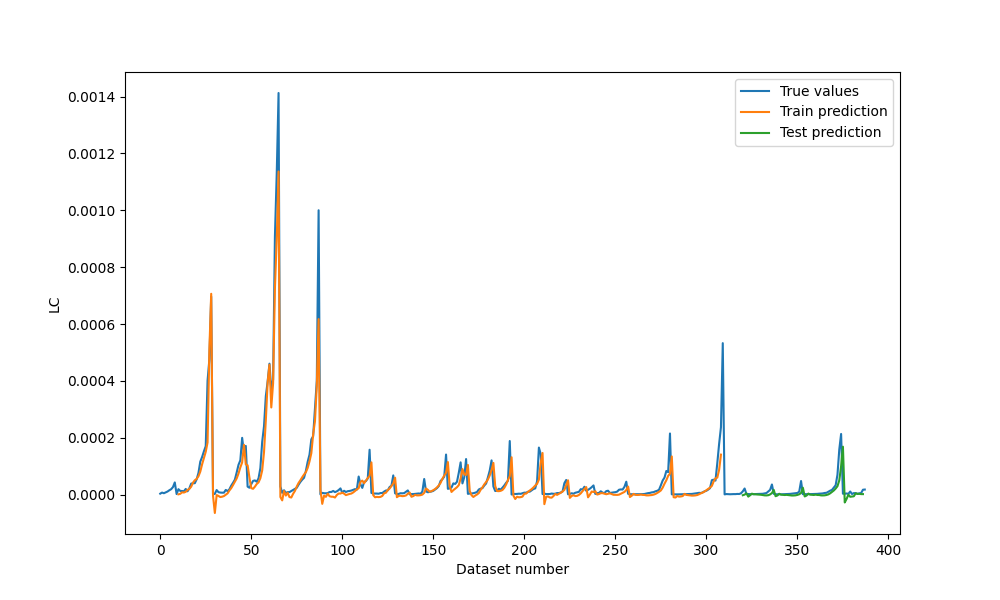 True values
Train prediction
Test prediction
0.0014
0.0012
0.0010
0.0008
0.0006
0.0004
0.0002
0.0000
LC
0 50 100 150 200 250 300 350 400
Dataset number